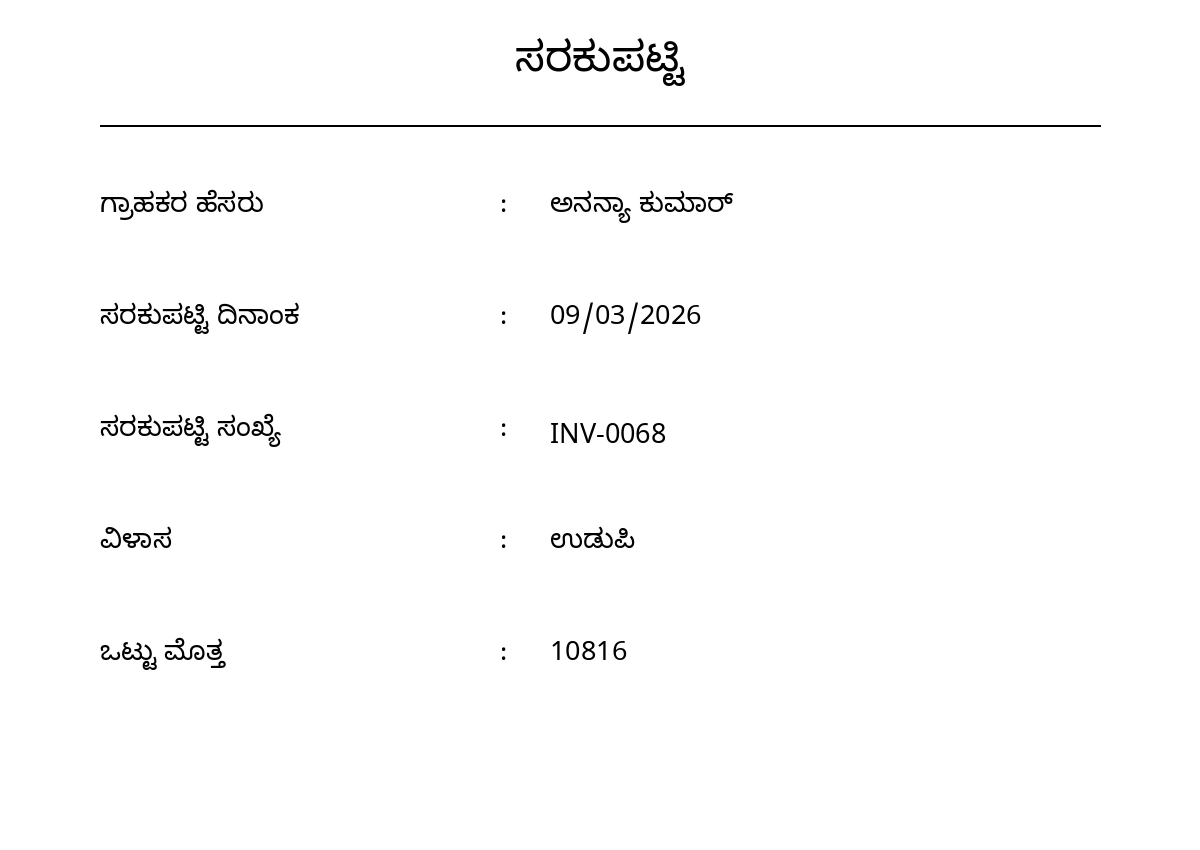 ಸರಕುಪಟ್ಟಿ
ಗ್ರಾಹಕರ ಹೆಸರು : ಅನನ್ಯಾ ಕುಮಾರ್
ಸರಕುಪಟ್ಟಿ ದಿನಾಂಕ : 09/03/2026
ಸರಕುಪಟ್ಟಿ ಸಂಖ್ಯೆ : INV-0068
ವಿಳಾಸ : ಉಡುಪಿ
ಒಟ್ಟು ಮೊತ್ತ : 10816